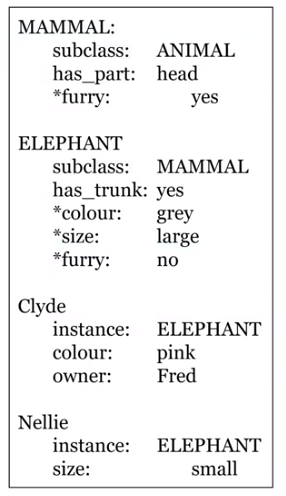 MAMMAL:
subclass: ANIMAL
has_part: head
*furry: yes
ELEPHANT
subclass: MAMMAL
has_trunk: yes
*colour: grey
*size: large
*furry: no
Clyde
instance: ELEPHANT
colour: pink
owner: Fred
Nellie
instance: ELEPHANT
size: small